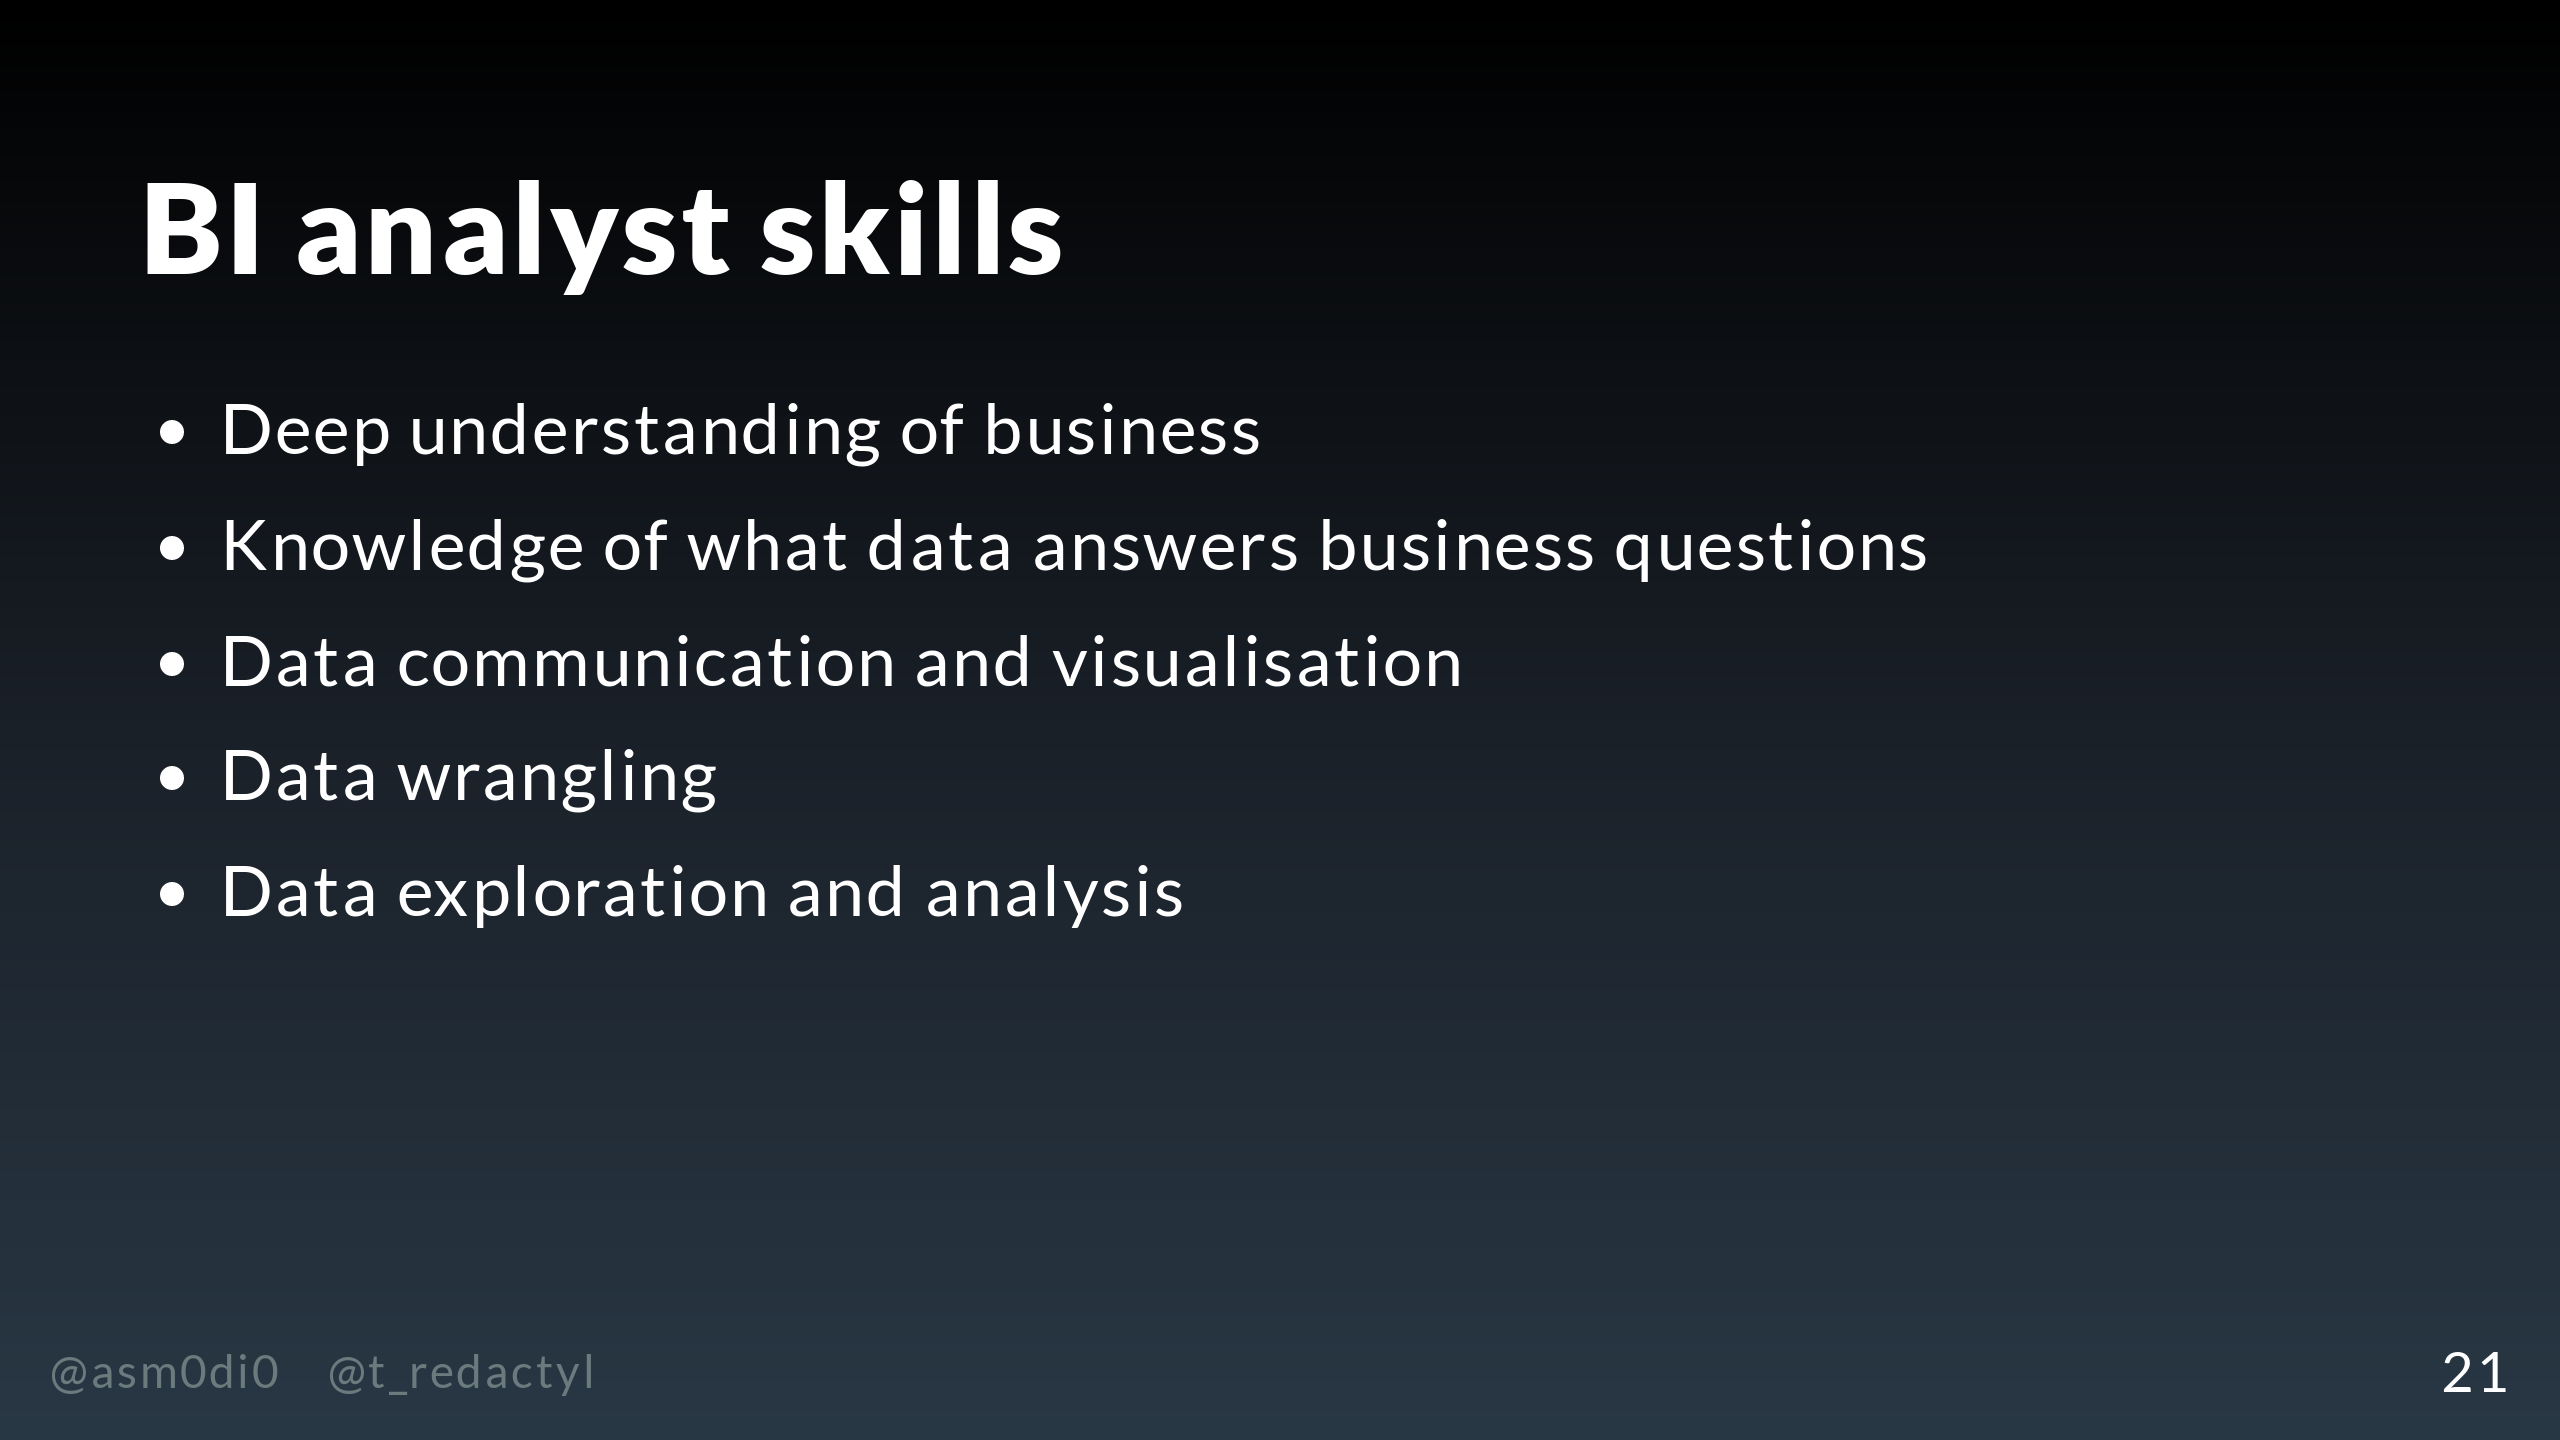 BI analyst skills
• Deep understanding of business
• Knowledge of what data answers business questions
• Data communication and visualisation
• Data wrangling
• Data exploration and analysis
@asm0di0 @t_redactyl
21